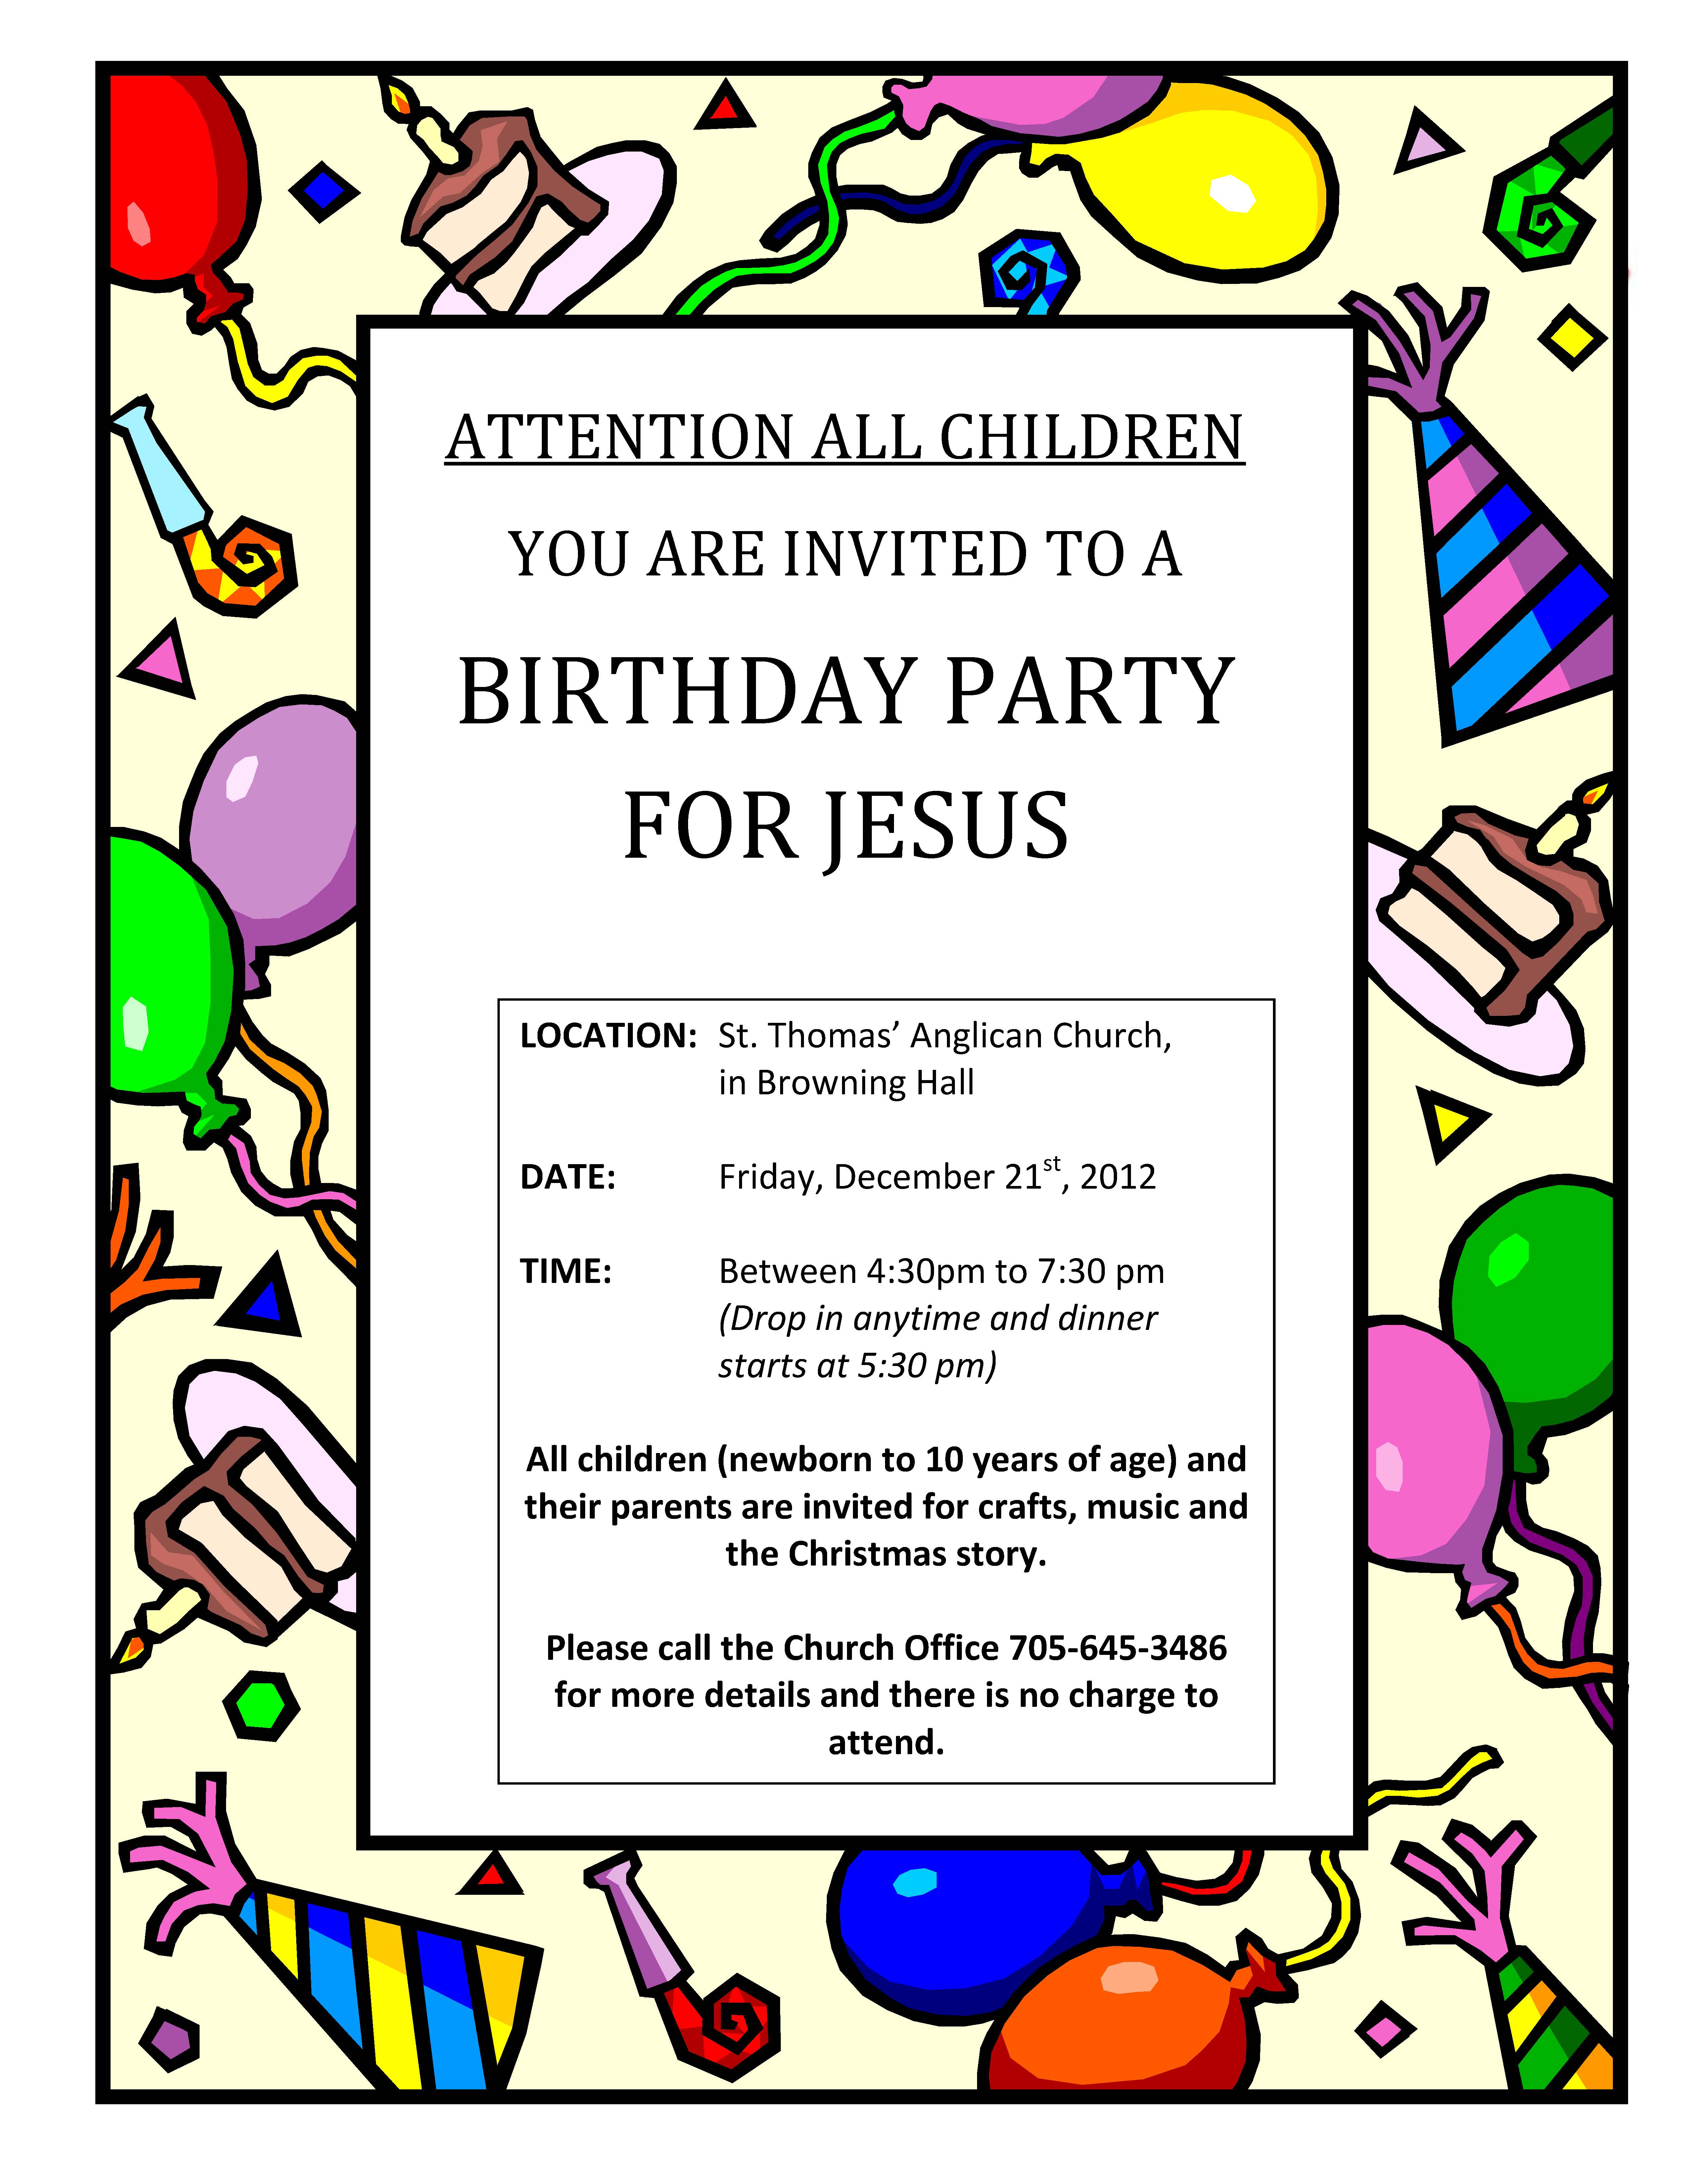 ATTENTION ALL CHILDREN
YOU ARE INVITED TO A
BIRTHDAY PARTY
FOR JESUS
LOCATION: St. Thomas’ Anglican Church,
in Browning Hall
DATE: Friday, December 21st, 2012
TIME: Between 4:30pm to 7:30 pm
(Drop in anytime and dinner
starts at 5:30 pm)
All children (newborn to 10 years of age) and
their parents are invited for crafts, music and
the Christmas story.
Please call the Church Office 705-645-3486
for more details and there is no charge to
attend.